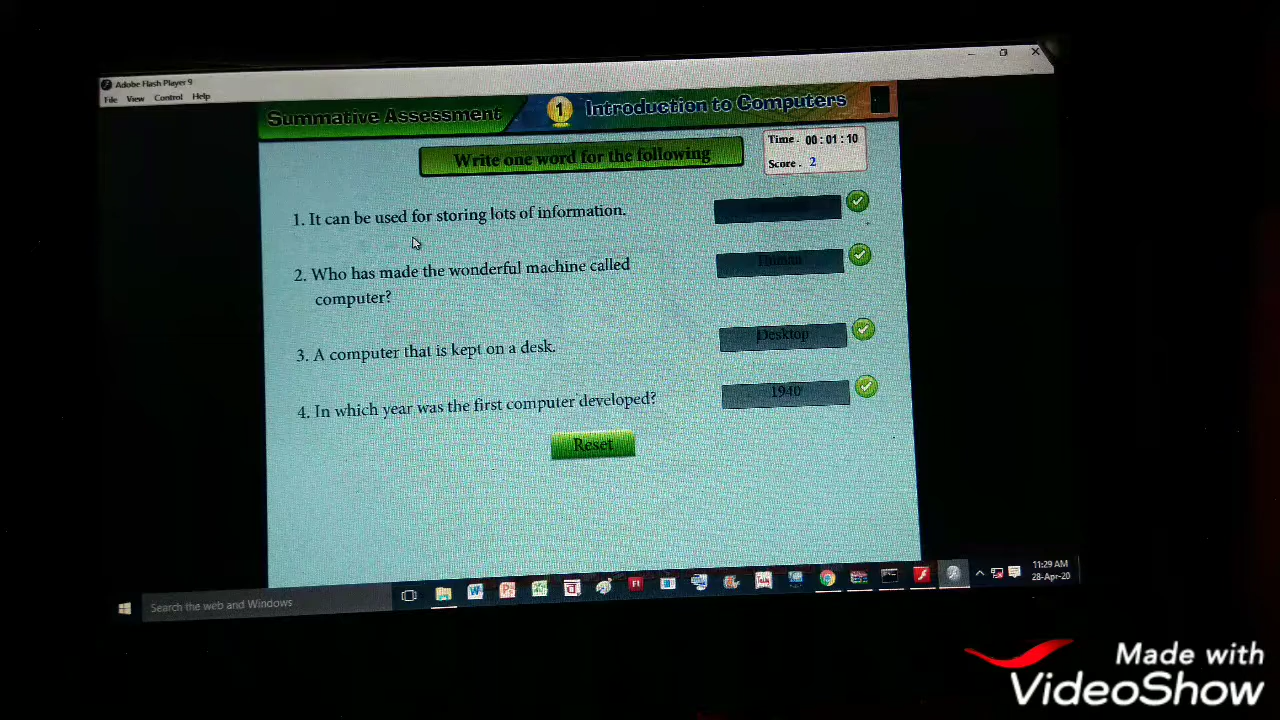 Adobe Flash Player 9
File View Control Help
Summative Assessment 1 Introduction to Computers
Write one word for the following
Time - 00 : 01 : 10
Score - 2
1. It can be used for storing lots of information.
2. Who has made the wonderful machine called Human
computer?
3. A computer that is kept on a desk. Desktop
4. In which year was the first computer developed? 1940
Reset
Search the web and Windows
11:29 AM
28-Apr-20
Made with
VideoShow